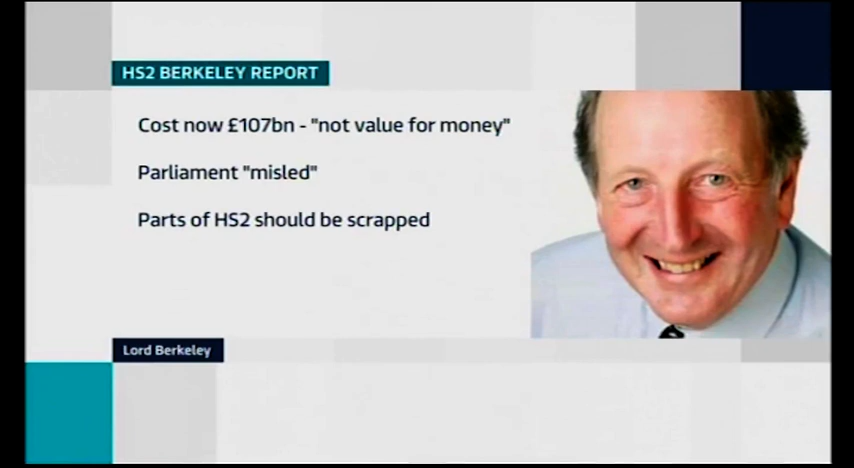 HS2 BERKELEY REPORT
Cost now £107bn - "not value for money"
Parliament "misled"
Parts of HS2 should be scrapped
Lord Berkeley